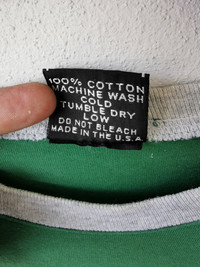 100% COTTON
MACHINE WASH
COLD
TUMBLE DRY
LOW
DO NOT BLEACH
MADE IN THE U.S.A